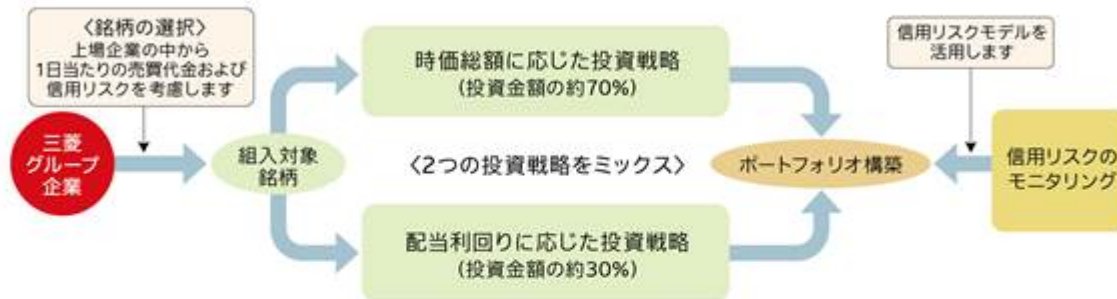 〈銘柄の選択〉
上場企業の中から
1日当たりの売買代金および
信用リスクを考慮します
三菱
グループ
企業
組入対象
銘柄
時価総額に応じた投資戦略
(投資金額の約70%)
〈2つの投資戦略をミックス〉
配当利回りに応じた投資戦略
(投資金額の約30%)
ポートフォリオ構築
信用リスクモデルを
活用します
信用リスクの
モニタリング